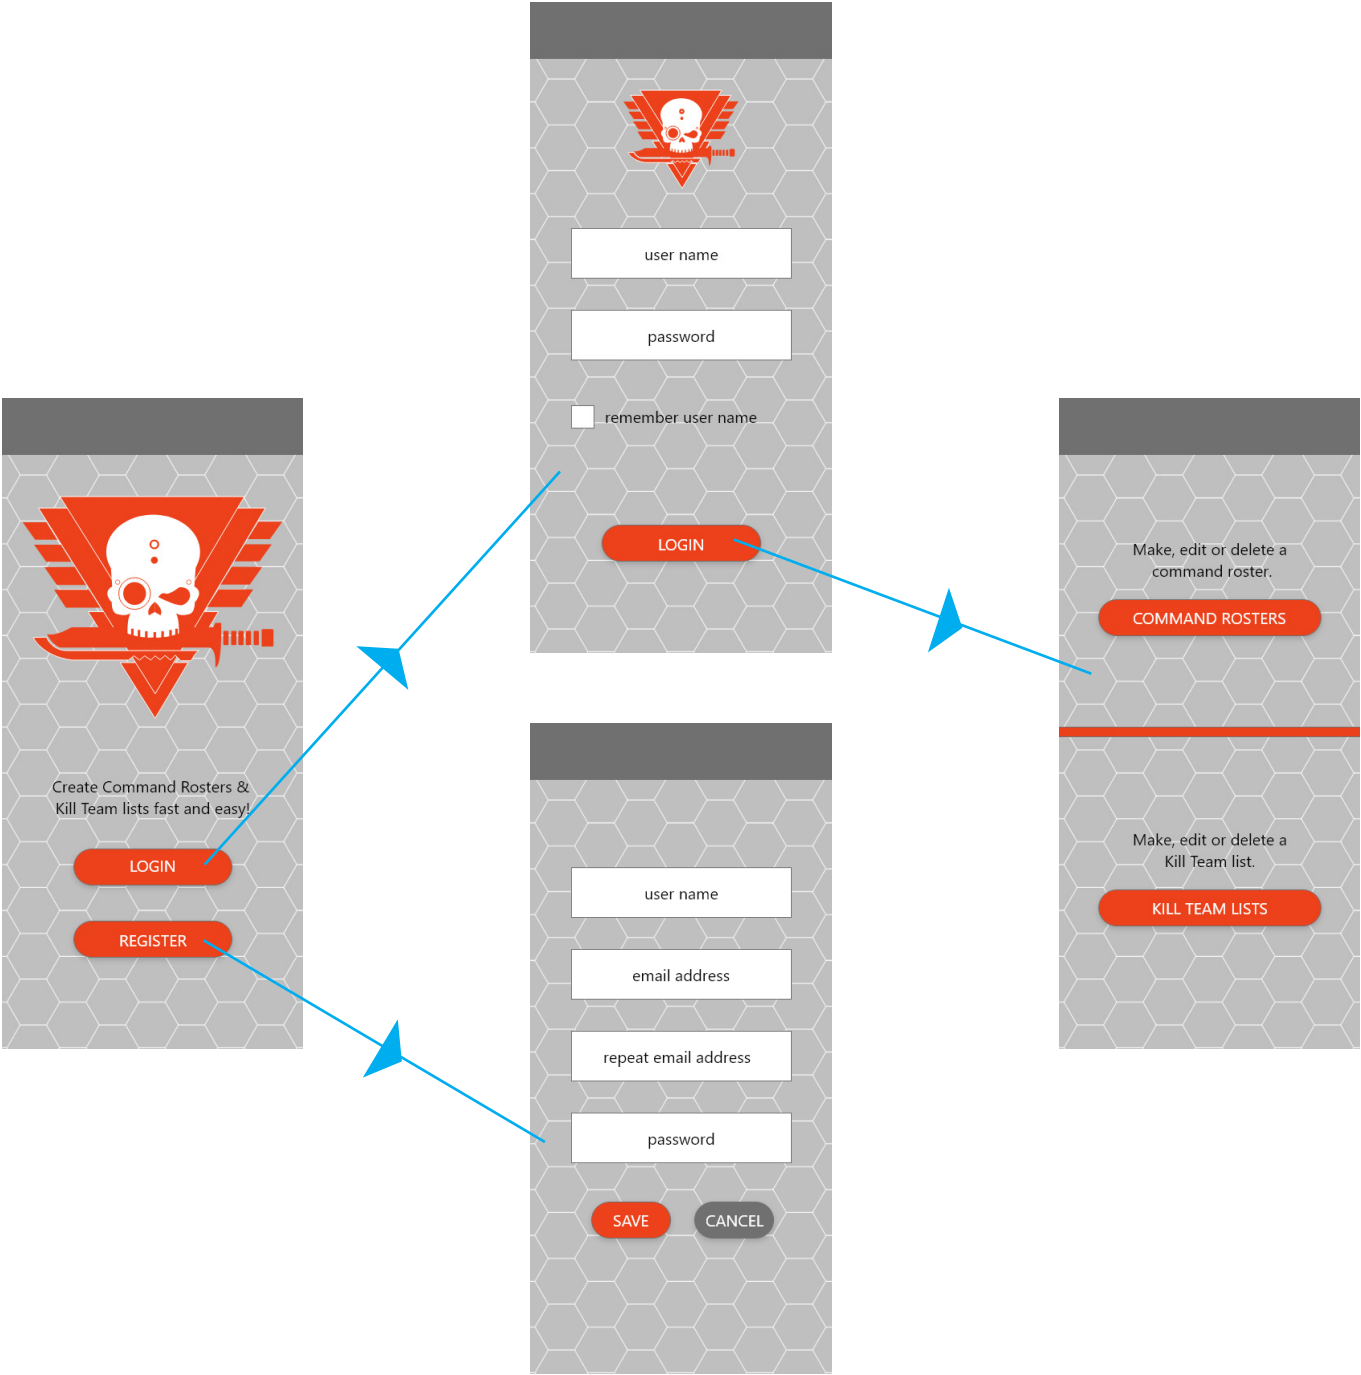 Create Command Rosters &
Kill Team lists fast and easy!
LOGIN
REGISTER
user name
password
remember user name
LOGIN
user name
email address
repeat email address
password
SAVE
CANCEL
Make, edit or delete a
command roster.
COMMAND ROSTERS
Make, edit or delete a
Kill Team list.
KILL TEAM LISTS